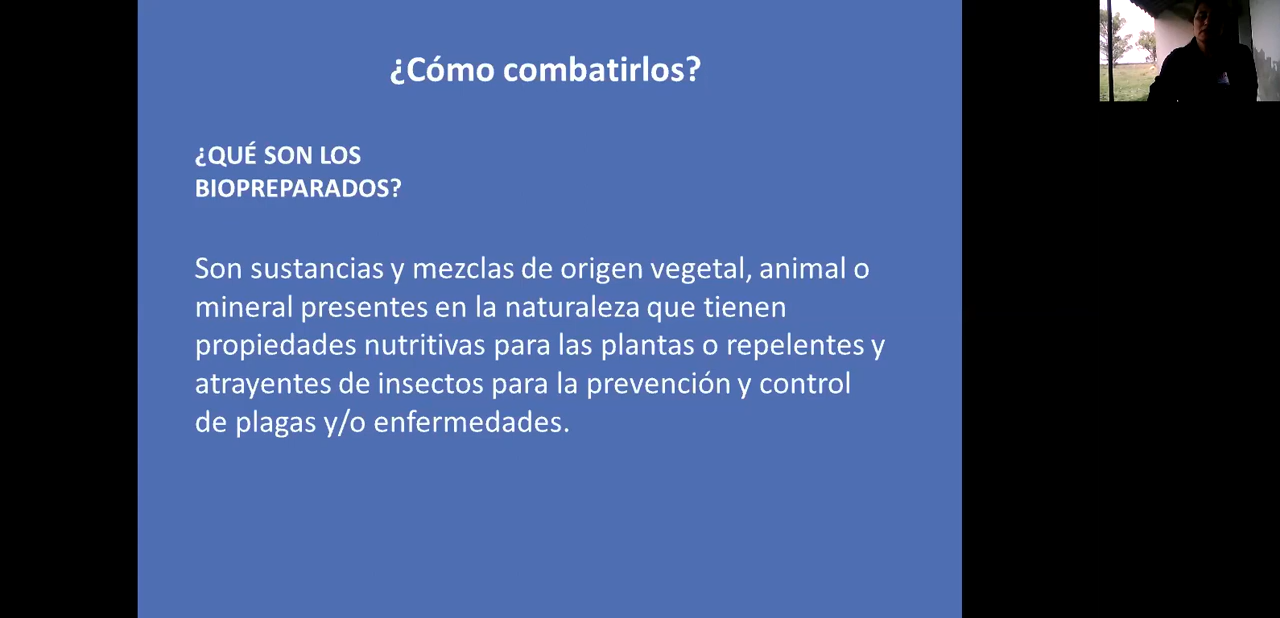 ¿Cómo combatirlos?
¿QUÉ SON LOS
BIOPREPARADOS?
Son sustancias y mezclas de origen vegetal, animal o
mineral presentes en la naturaleza que tienen
propiedades nutritivas para las plantas o repelentes y
atrayentes de insectos para la prevención y control
de plagas y/o enfermedades.